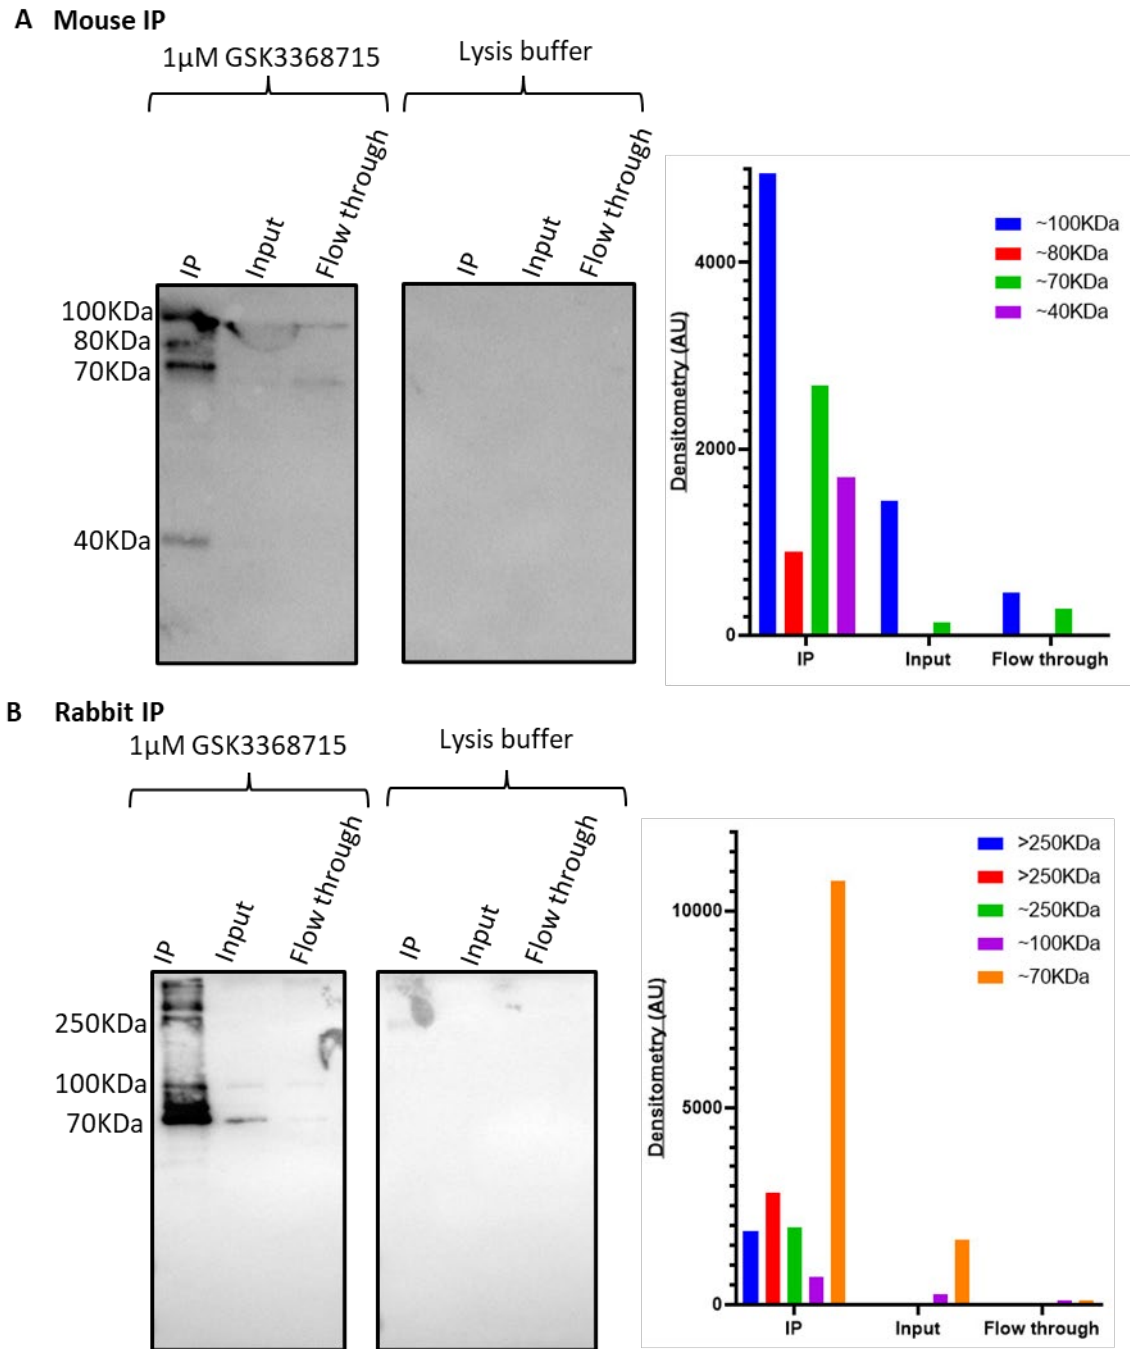 A Mouse IP
1µM GSK3368715
Lysis buffer
IP
Input
Flow through
IP
Input
Flow through
100KDa
80KDa
70KDa
40KDa
Densitometry (AU)
4000
2000
0
~100KDa
~80KDa
~70KDa
~40KDa
IP
Input
Flow through
B Rabbit IP
1µM GSK3368715
Lysis buffer
IP
Input
Flow through
IP
Input
Flow through
250KDa
100KDa
70KDa
Densitometry (AU)
10000
5000
0
>250KDa
>250KDa
~250KDa
~100KDa
~70KDa
IP
Input
Flow through